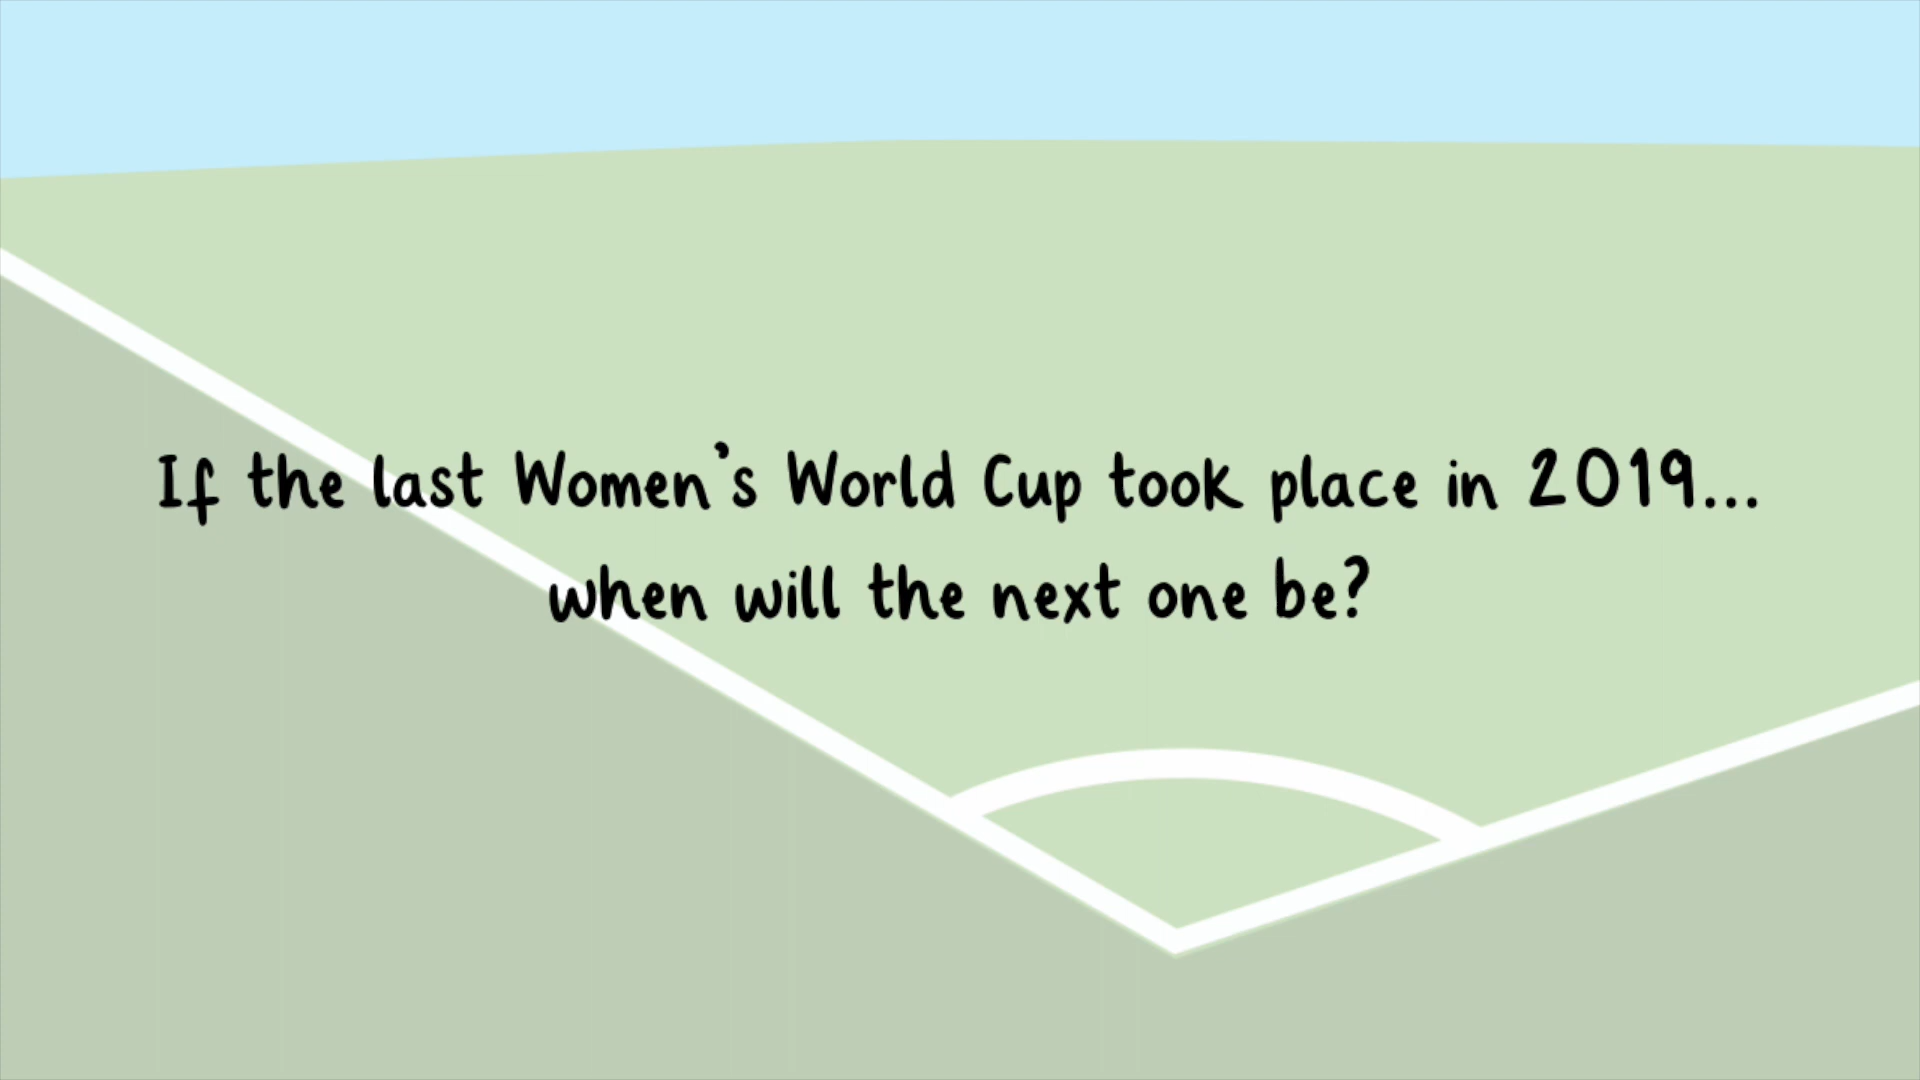 If the last Women's World Cup took place in 2019...
when will the next one be?